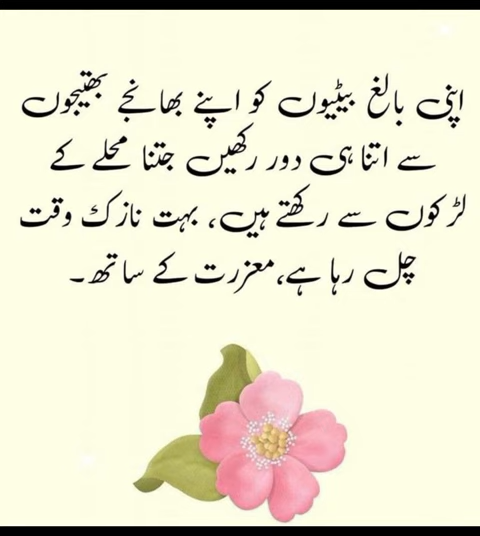 اپنی بالغ بیٹیوں کو اپنے بھانجے بھتیجوں
سے اتنا ہی دور رکھیں جتنا محلے کے
لڑکوں سے رکھتے ہیں، بہت نازک وقت
چل رہا ہے، معزرت کے ساتھ۔